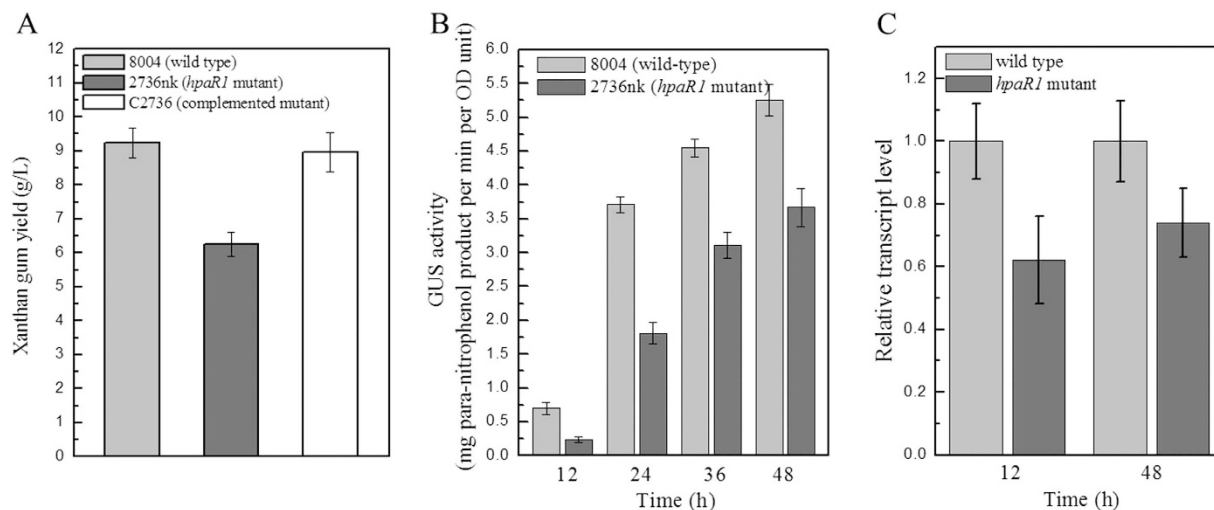 A
Xanthan gum yield (g/L)
12
11
10
9
8
7
6
5
4
3
2
1
0
8004 (wild type)
2736nk (hpaR1 mutant)
C2736 (complemented mutant)
B
GUS activity
(mg para-nitrophenol product per min per OD unit)
6.0
5.5
5.0
4.5
4.0
3.5
3.0
2.5
2.0
1.5
1.0
0.5
0.0
8004 (wild-type)
2736nk (hpaR1 mutant)
12 24 36 48
Time (h)
C
Relative transcript level
1.2
1.0
0.8
0.6
0.4
0.2
0.0
wild type
hpaR1 mutant
12 48
Time (h)